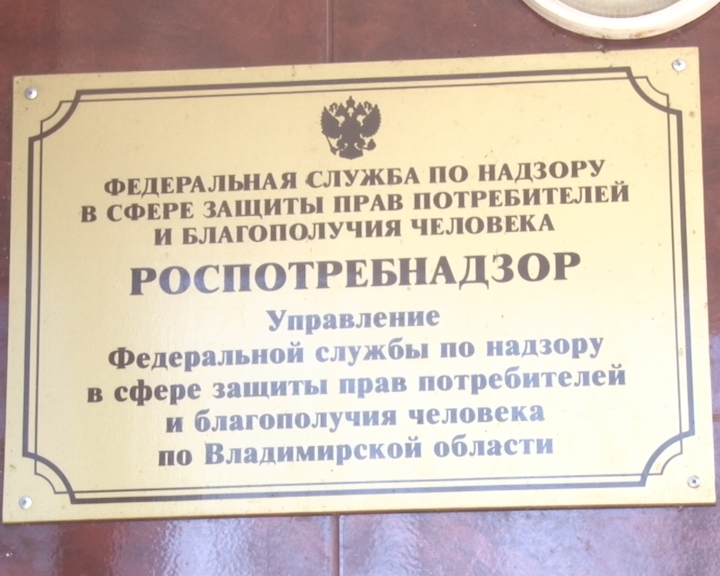 ФЕДЕРАЛЬНАЯ СЛУЖБА ПО НАДЗОРУ
В СФЕРЕ ЗАЩИТЫ ПРАВ ПОТРЕБИТЕЛЕЙ
И БЛАГОПОЛУЧИЯ ЧЕЛОВЕКА
РОСПОТРЕБНАДЗОР
Управление
Федеральной службы по надзору
в сфере защиты прав потребителей
и благополучия человека
по Владимирской области